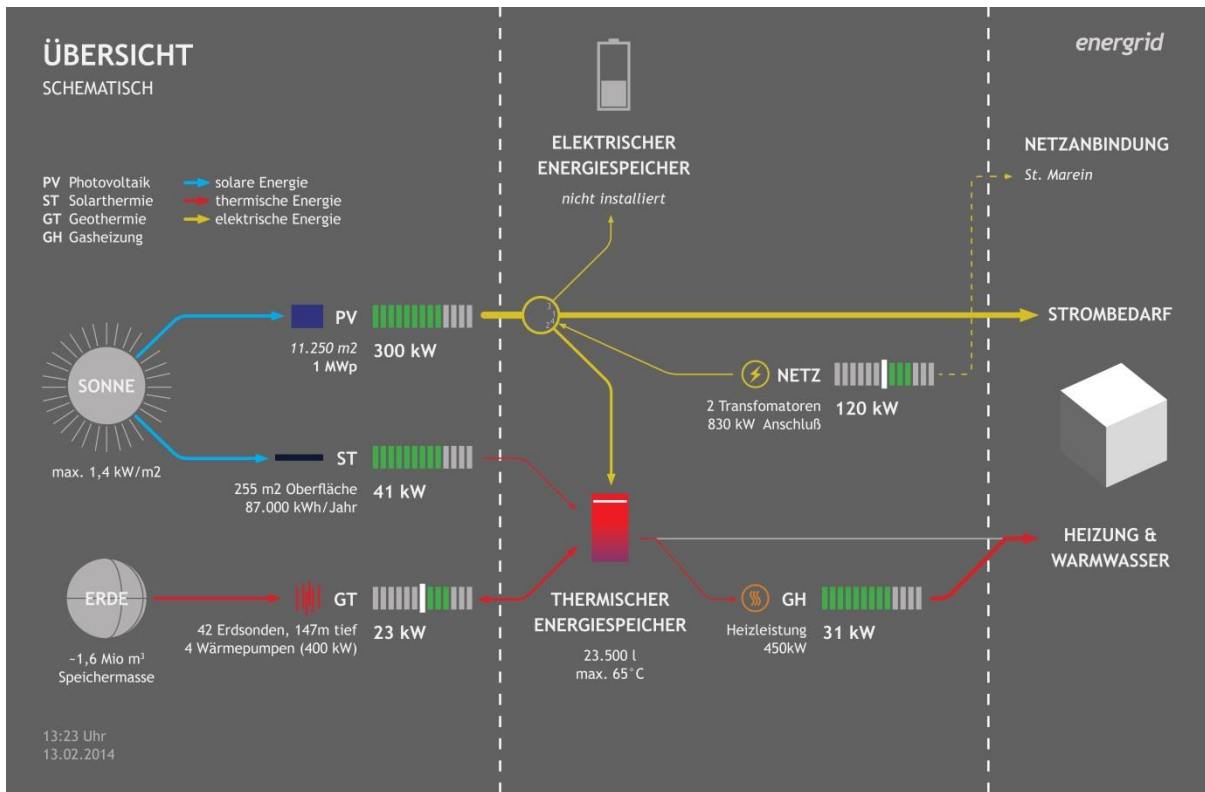 ÜBERSICHT
SCHEMATISCH
energrid
PV Photovoltaik
ST Solarthermie
GT Geothermie
GH Gasheizung
solare Energie
thermische Energie
elektrische Energie
ELEKTRISCHER
ENERGIESPEICHER
nicht installiert
NETZANBINDUNG
St. Marein
SONNE
max. 1,4 kW/m2
PV
11.250 m2
1 MWp
300 kW
3
1
4
2
STROMBEDARF
NETZ
2 Transfomatoren
830 kW Anschluß
120 kW
ST
255 m2 Oberfläche
87.000 kWh/Jahr
41 kW
ERDE
~1,6 Mio m³
Speichermasse
GT
42 Erdsonden, 147m tief
4 Wärmepumpen (400 kW)
23 kW
THERMISCHER
ENERGIESPEICHER
23.500 l
max. 65°C
GH
Heizleistung
450kW
31 kW
HEIZUNG &
WARMWASSER
13:23 Uhr
13.02.2014